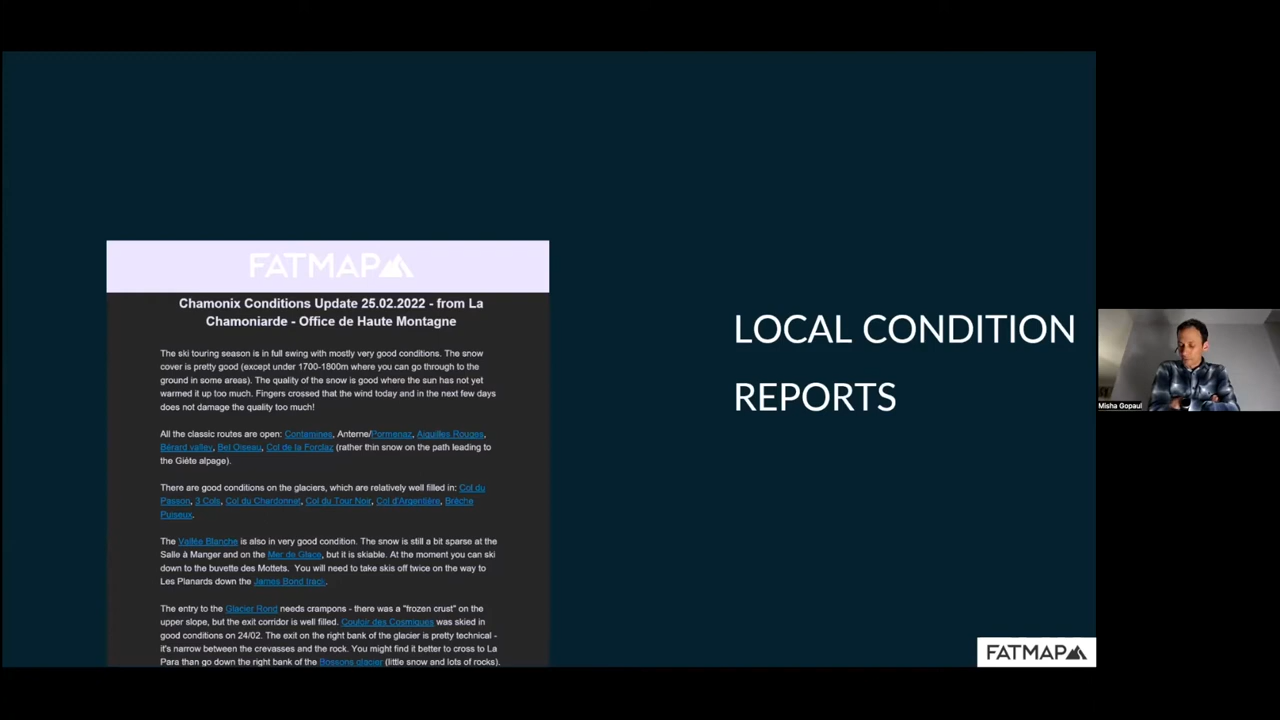 FATMAP
Chamonix Conditions Update 25.02.2022 - from La
Chamoniarde - Office de Haute Montagne
The ski touring season is in full swing with mostly very good conditions. The snow
cover is pretty good (except under 1700-1800m where you can go through to the
ground in some areas). The quality of the snow is good where the sun has not yet
warmed it up too much. Fingers crossed that the wind today and in the next few days
does not damage the quality too much!
All the classic routes are open: Contamines, Anterne/Pormenaz, Aiguilles Rouges,
Bérard valley, Bel Oiseau, Col de la Forclaz (rather thin snow on the path leading to
the Giète alpage).
There are good conditions on the glaciers, which are relatively well filled in: Col du
Passon, 3 Cols, Col du Chardonnet, Col du Tour Noir, Col d'Argentière, Brèche
Puiseux.
The Vallée Blanche is also in very good condition. The snow is still a bit sparse at the
Salle à Manger and on the Mer de Glace, but it is skiable. At the moment you can ski
down to the buvette des Mottets. You will need to take skis off twice on the way to
Les Planards down the James Bond track.
The entry to the Glacier Rond needs crampons - there was a "frozen crust" on the
upper slope, but the exit corridor is well filled. Couloir des Cosmiques was skied in
good conditions on 24/02. The exit on the right bank of the glacier is pretty technical -
it's narrow between the crevasses and the rock. You might find it better to cross to La
Para than go down the right bank of the Bossons glacier (little snow and lots of rocks).
LOCAL CONDITION
REPORTS
Misha Gopaul
FATMAP